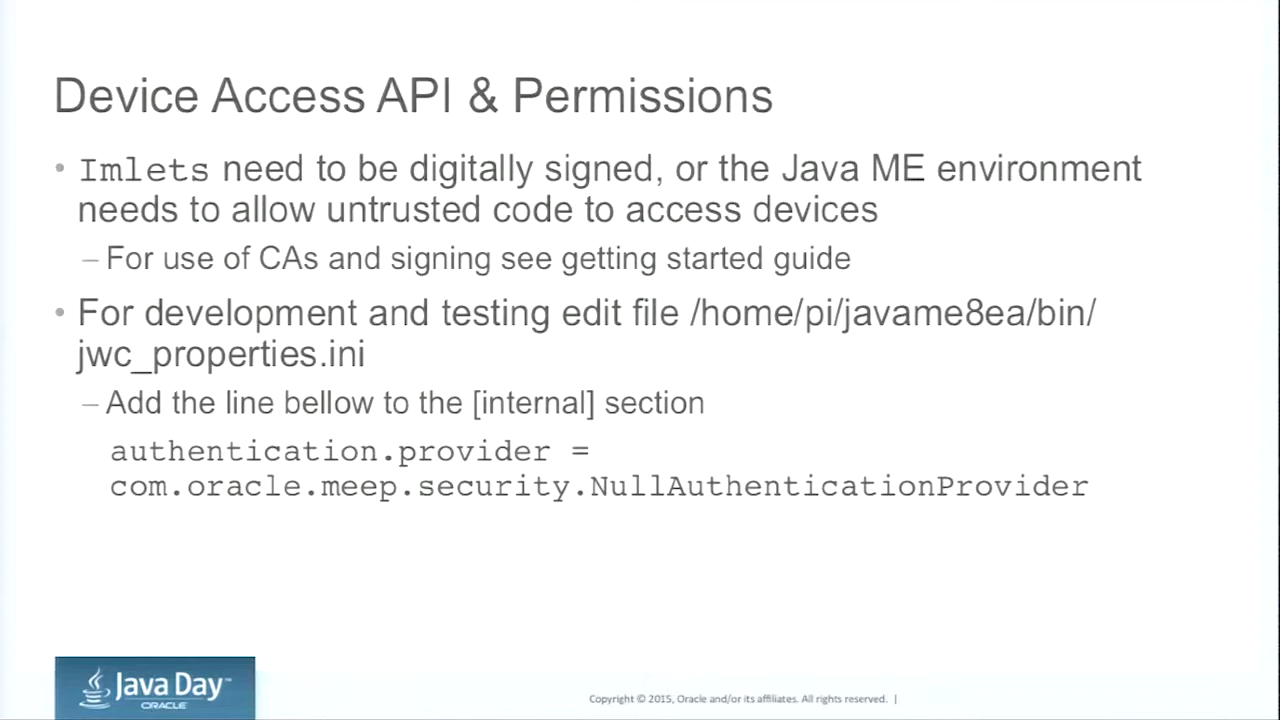 Device Access API & Permissions
• Imlets need to be digitally signed, or the Java ME environment
needs to allow untrusted code to access devices
– For use of CAs and signing see getting started guide
• For development and testing edit file /home/pi/javame8ea/bin/
jwc_properties.ini
– Add the line bellow to the [internal] section
authentication.provider =
com.oracle.meep.security.NullAuthenticationProvider
Java Day™
ORACLE
Copyright © 2015, Oracle and/or its affiliates. All rights reserved. |